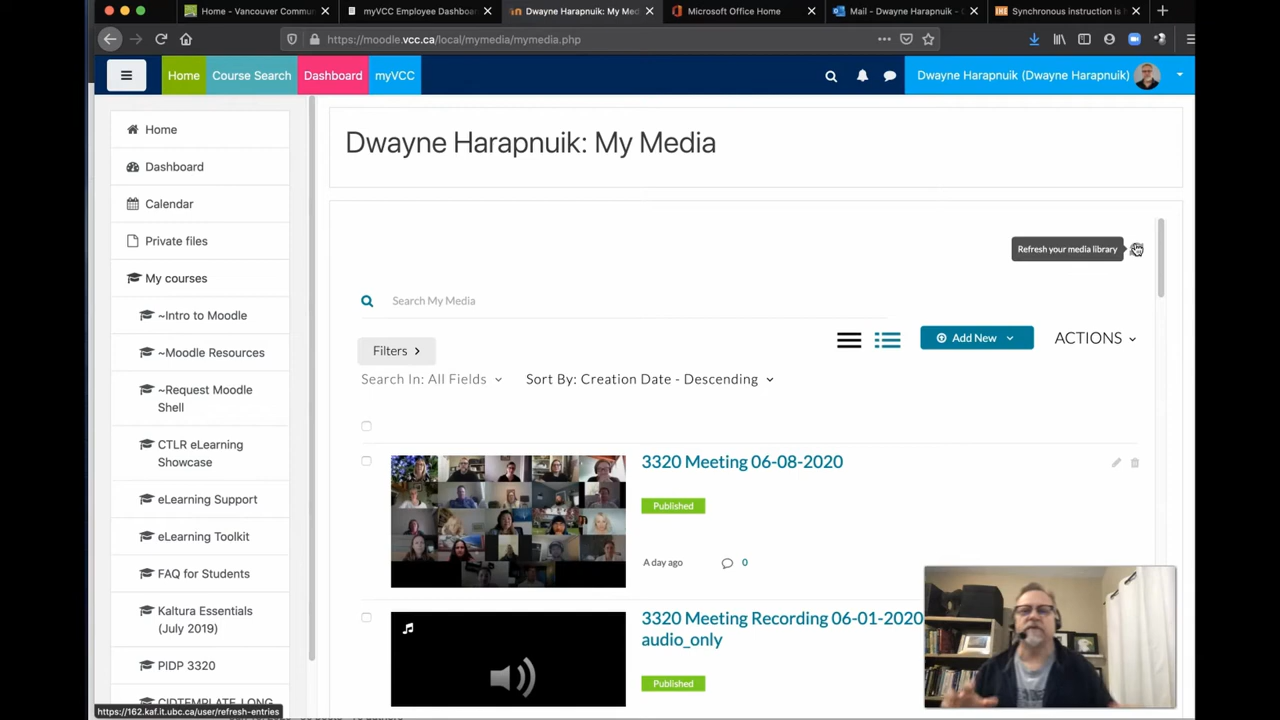 Home - Vancouver Commun
myVCC Employee Dashboar
Dwayne Harapnuik: My Med
Microsoft Office Home
Mail - Dwayne Harapnuik - O
Synchronous instruction is h
https://moodle.vcc.ca/local/mymedia/mymedia.php
Home
Course Search
Dashboard
myVCC
Dwayne Harapnuik (Dwayne Harapnuik)
Home
Dashboard
Calendar
Private files
My courses
~Intro to Moodle
~Moodle Resources
~Request Moodle
Shell
CTLR eLearning
Showcase
eLearning Support
eLearning Toolkit
FAQ for Students
Kaltura Essentials
(July 2019)
PIDP 3320
https://162.kaf.it.ubc.ca/user/refresh-entries
Dwayne Harapnuik: My Media
Refresh your media library
Search My Media
Filters
Add New
ACTIONS
Search In: All Fields
Sort By: Creation Date - Descending
3320 Meeting 06-08-2020
Published
A day ago
0
3320 Meeting Recording 06-01-2020
audio_only
Published